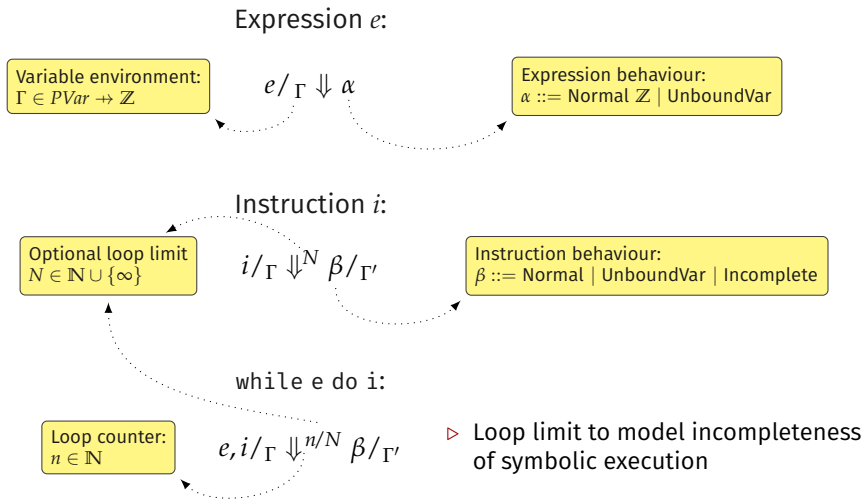 Expression e:
Variable environment:
Γ ∈ PVar ⇸ ℤ
e/Γ ⇓ α
Expression behaviour:
α ::= Normal ℤ | UnboundVar
Instruction i:
Optional loop limit
N ∈ ℕ ∪ {∞}
i/Γ ⇓ᴺ β/Γ′
Instruction behaviour:
β ::= Normal | UnboundVar | Incomplete
while e do i:
Loop counter:
n ∈ ℕ
e, i/Γ ⇓ⁿ/ᴺ β/Γ′
▷ Loop limit to model incompleteness
of symbolic execution